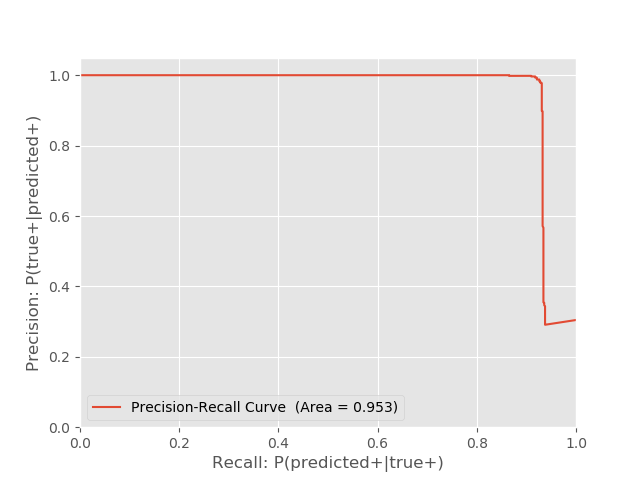 Precision: P(true+|predicted+)
1.0
0.8
0.6
0.4
0.2
0.0
Precision-Recall Curve  (Area = 0.953)
0.0 0.2 0.4 0.6 0.8 1.0
Recall: P(predicted+|true+)